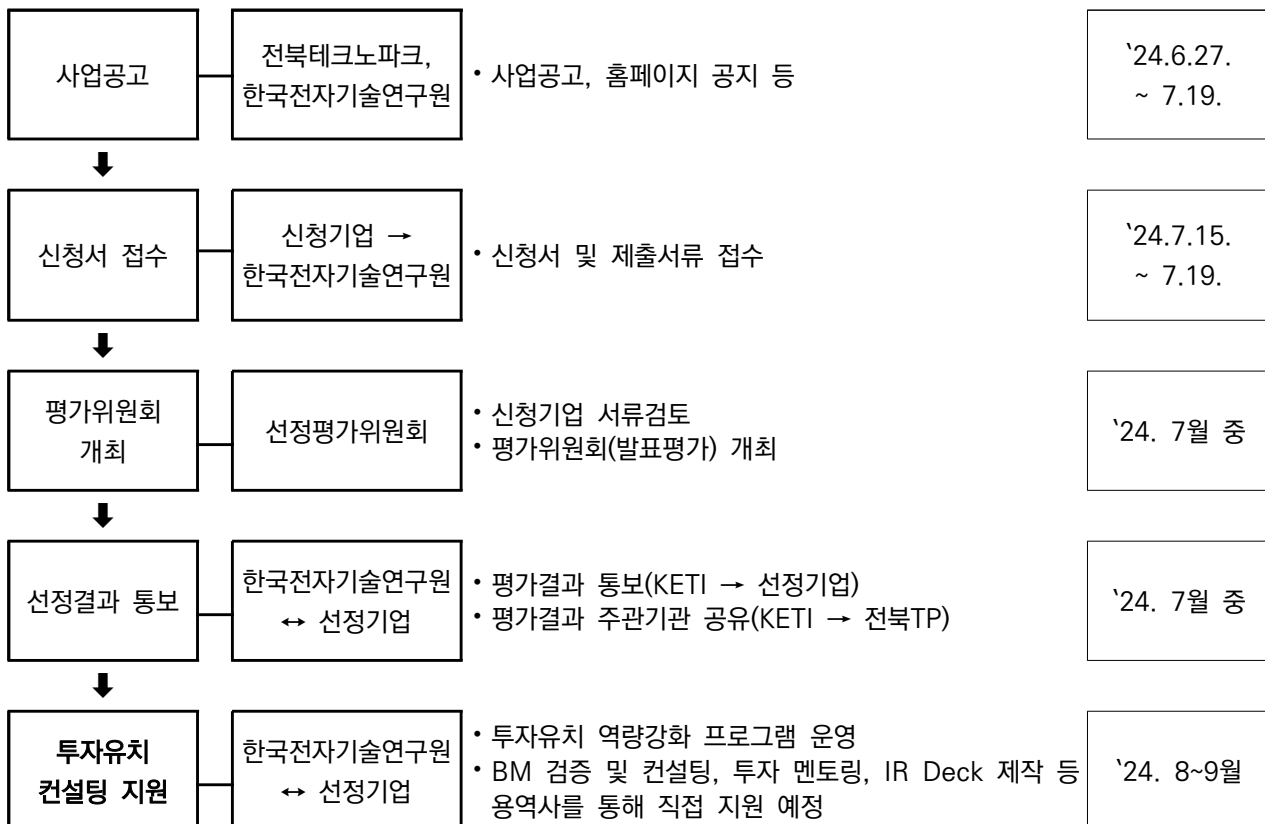 사업공고
전북테크노파크,
한국전자기술연구원
• 사업공고, 홈페이지 공지 등
‵24.6.27.
~ 7.19.
신청서 접수
신청기업 →
한국전자기술연구원
• 신청서 및 제출서류 접수
‵24.7.15.
~ 7.19.
평가위원회
개최
선정평가위원회
• 신청기업 서류검토
• 평가위원회(발표평가) 개최
‵24. 7월 중
선정결과 통보
한국전자기술연구원
↔ 선정기업
• 평가결과 통보(KETI → 선정기업)
• 평가결과 주관기관 공유(KETI → 전북TP)
‵24. 7월 중
투자유치
컨설팅 지원
한국전자기술연구원
↔ 선정기업
• 투자유치 역량강화 프로그램 운영
• BM 검증 및 컨설팅, 투자 멘토링, IR Deck 제작 등
용역사를 통해 직접 지원 예정
‵24. 8~9월